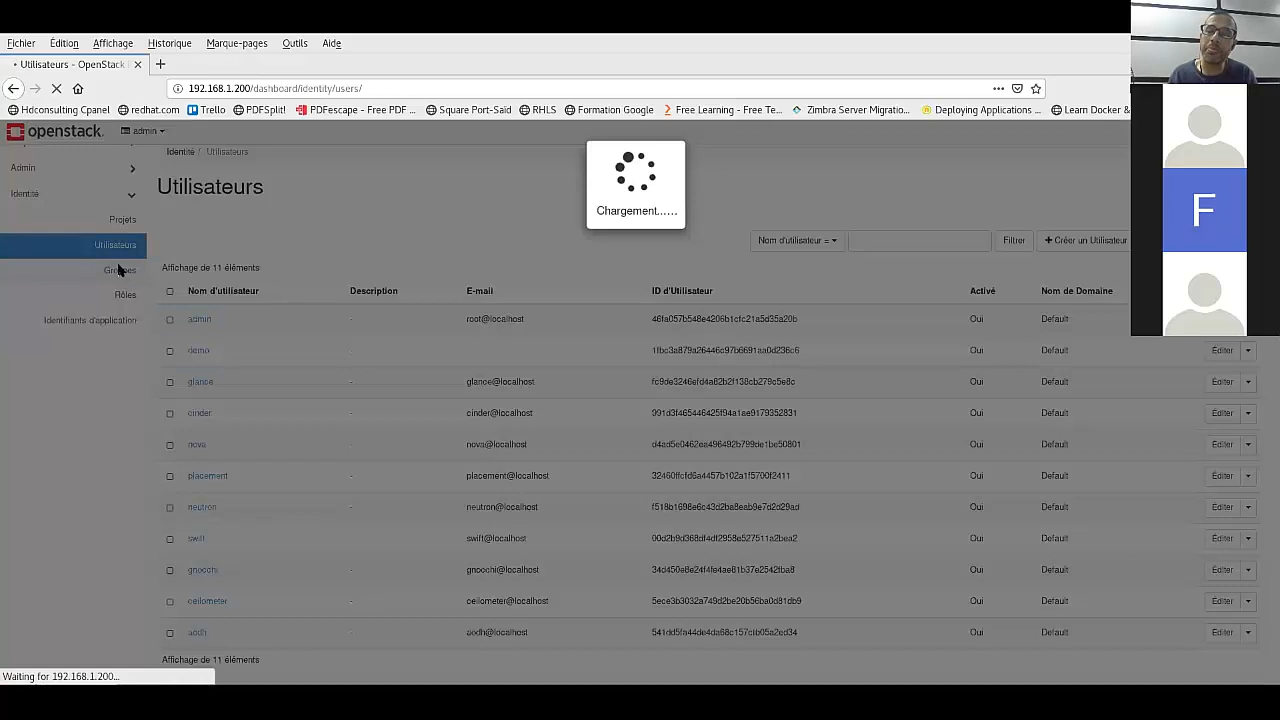 Fichier Édition Affichage Historique Marque-pages Outils Aide
Utilisateurs - OpenStack
192.168.1.200/dashboard/identity/users/
Hdconsulting Cpanel redhat.com Trello PDFSplit! PDFescape - Free PDF ... Square Port-Saïd RHLS Formation Google Free Learning - Free Te... Zimbra Server Migratio... Deploying Applications ... Learn Docker &
openstack. admin
Identité / Utilisateurs
Admin
Identité
Projets
Utilisateurs
Groupes
Rôles
Identifiants d'application
Utilisateurs
Chargement......
Nom d'utilisateur = Filtrer + Créer un Utilisateur
Affichage de 11 éléments
Nom d'utilisateur Description E-mail ID d'Utilisateur Activé Nom de Domaine
admin - root@localhost Oui Default
demo - Oui Default Éditer
glance - glance@localhost Oui Default Éditer
cinder - cinder@localhost Oui Default Éditer
nova - nova@localhost Oui Default Éditer
placement - placement@localhost Oui Default Éditer
neutron - neutron@localhost Oui Default Éditer
swift - swift@localhost Oui Default Éditer
gnocchi - gnocchi@localhost Oui Default Éditer
ceilometer - ceilometer@localhost Oui Default Éditer
aodh - aodh@localhost Oui Default Éditer
Affichage de 11 éléments
Waiting for 192.168.1.200...
F